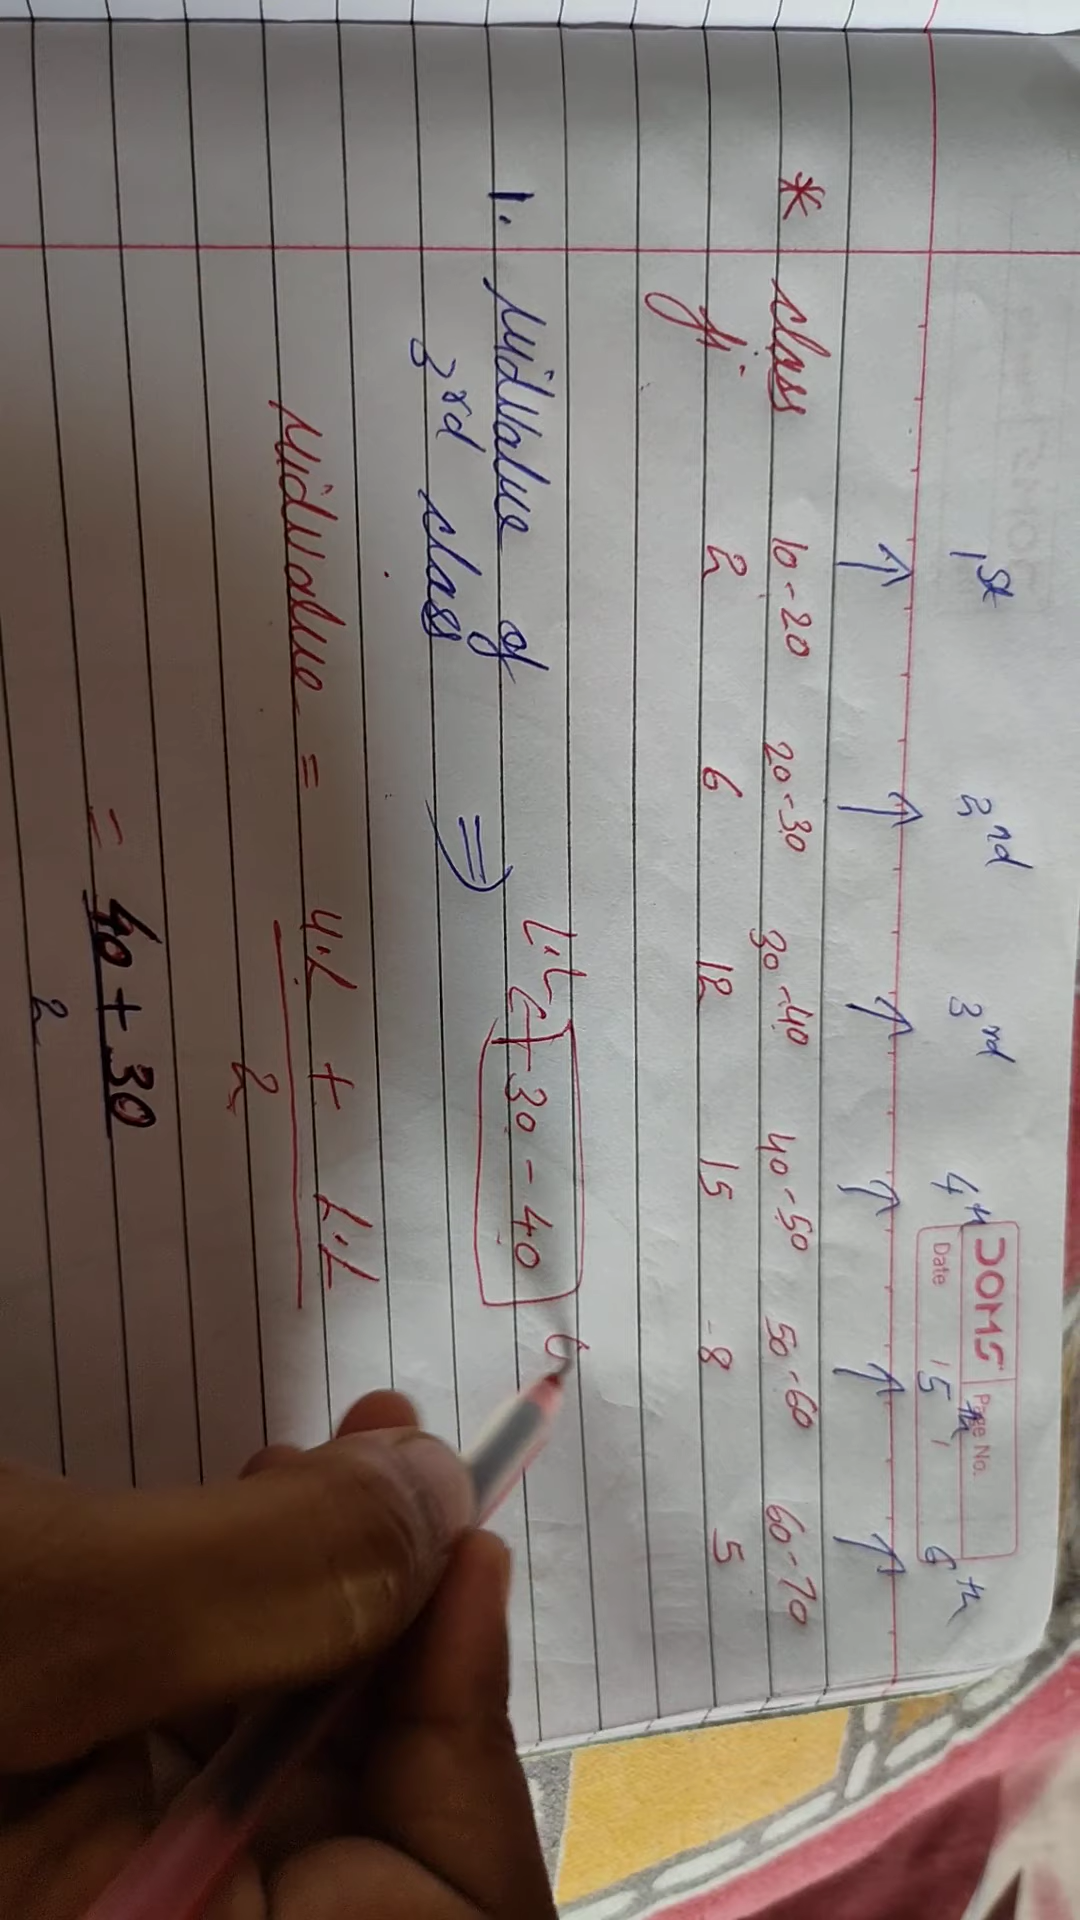 DOMS Page No.
Date
1st 2nd 3rd 4th 5th 6th
* class 10-20 20-30 30-40 40-50 50-60 60-70
fi 2 6 12 15 8 5
L.L
1. MidValue of 3rd class ⇒ 30 - 40
MidValue = U.L + L.L
2
= 40 + 30
2